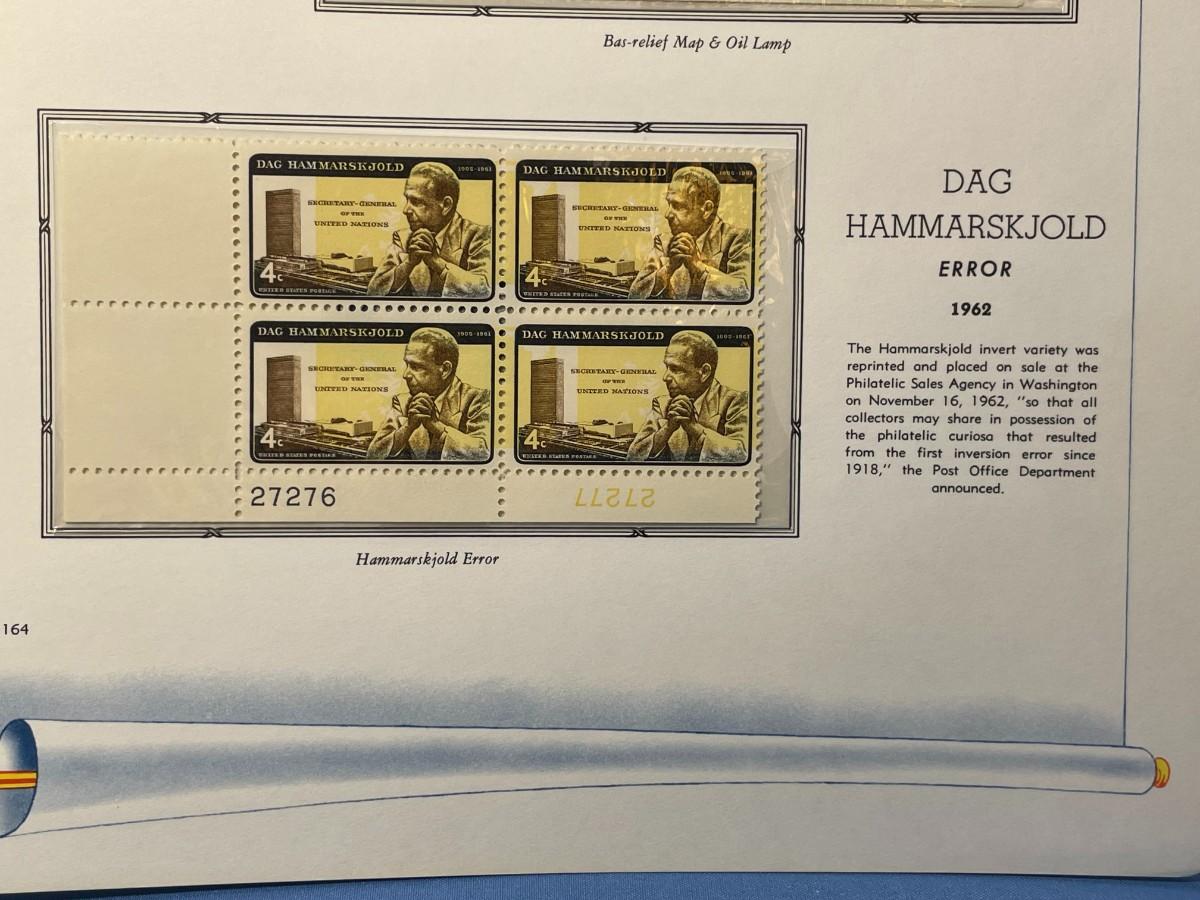 Bas-relief Map & Oil Lamp
DAG HAMMARSKJOLD 1905-1961
SECRETARY-GENERAL
OF THE
UNITED NATIONS
4c
UNITED STATES POSTAGE
DAG HAMMARSKJOLD 1905-1961
SECRETARY-GENERAL
OF THE
UNITED NATIONS
4c
UNITED STATES POSTAGE
DAG HAMMARSKJOLD 1905-1961
SECRETARY-GENERAL
OF THE
UNITED NATIONS
4c
UNITED STATES POSTAGE
DAG HAMMARSKJOLD 1905-1961
SECRETARY-GENERAL
OF THE
UNITED NATIONS
4c
UNITED STATES POSTAGE
27276
27277
Hammarskjold Error
DAG
HAMMARSKJOLD
ERROR
1962
The Hammarskjold invert variety was
reprinted and placed on sale at the
Philatelic Sales Agency in Washington
on November 16, 1962, "so that all
collectors may share in possession of
the philatelic curiosa that resulted
from the first inversion error since
1918," the Post Office Department
announced.
164